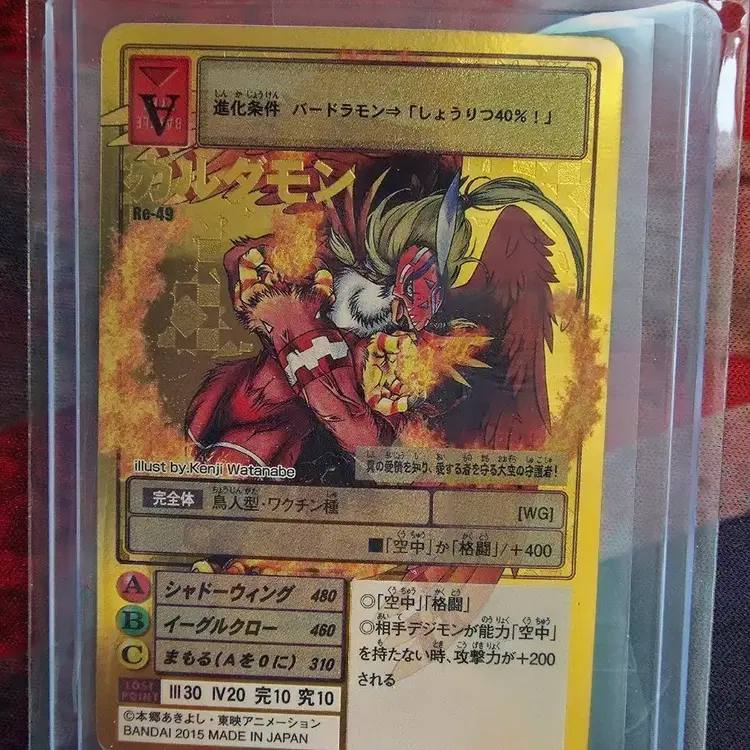 V
進化条件 バードラモン⇒「しょうりつ40%！」
ガルダモン
Re-49
illust by.Kenji Watanabe
真の愛情を知り、愛する者を守る大空の守護者！
完全体 鳥人型・ワクチン種
[WG]
■「空中」か「格闘」/+400
A シャドーウィング 480
B イーグルクロー 460
C まもる(Aを0に) 310
LOST POINT III30 IV20 完10 究10
©本郷あきよし・東映アニメーション
BANDAI 2015 MADE IN JAPAN
◎「空中」「格闘」
◎相手デジモンが能力「空中」
を持たない時、攻撃力が+200
される